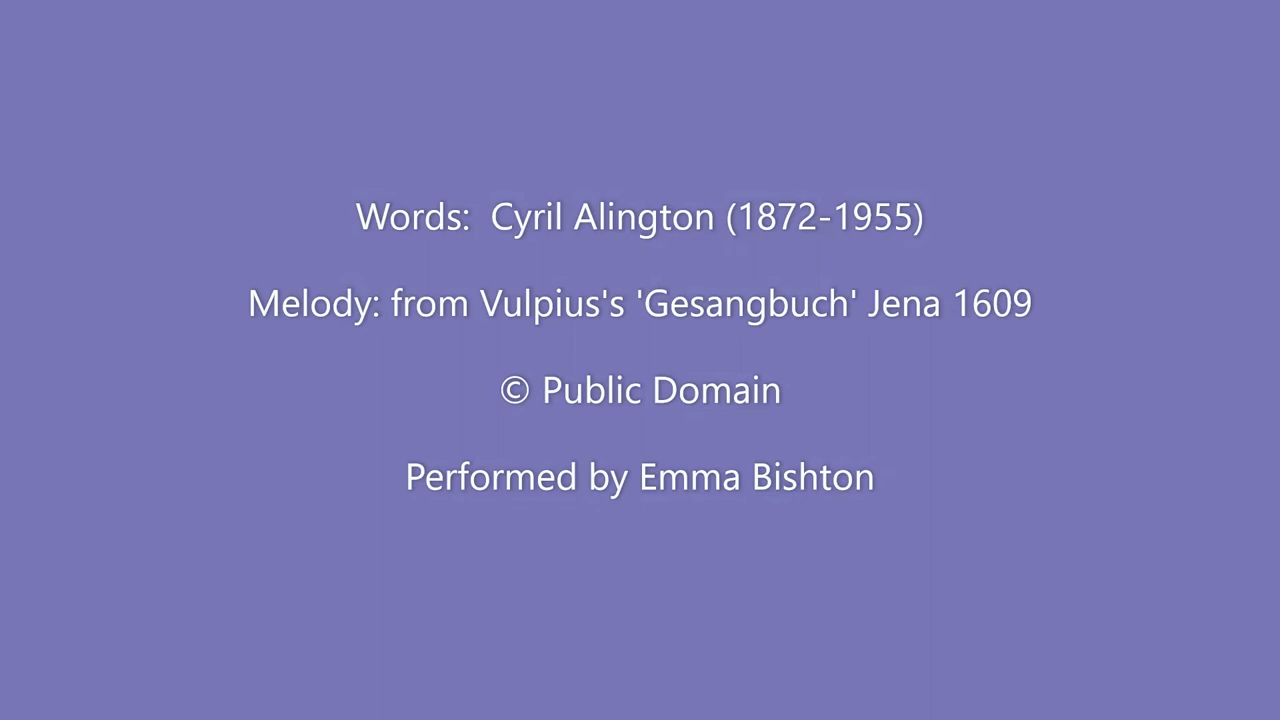 Words:  Cyril Alington (1872-1955)
Melody: from Vulpius's 'Gesangbuch' Jena 1609
© Public Domain
Performed by Emma Bishton